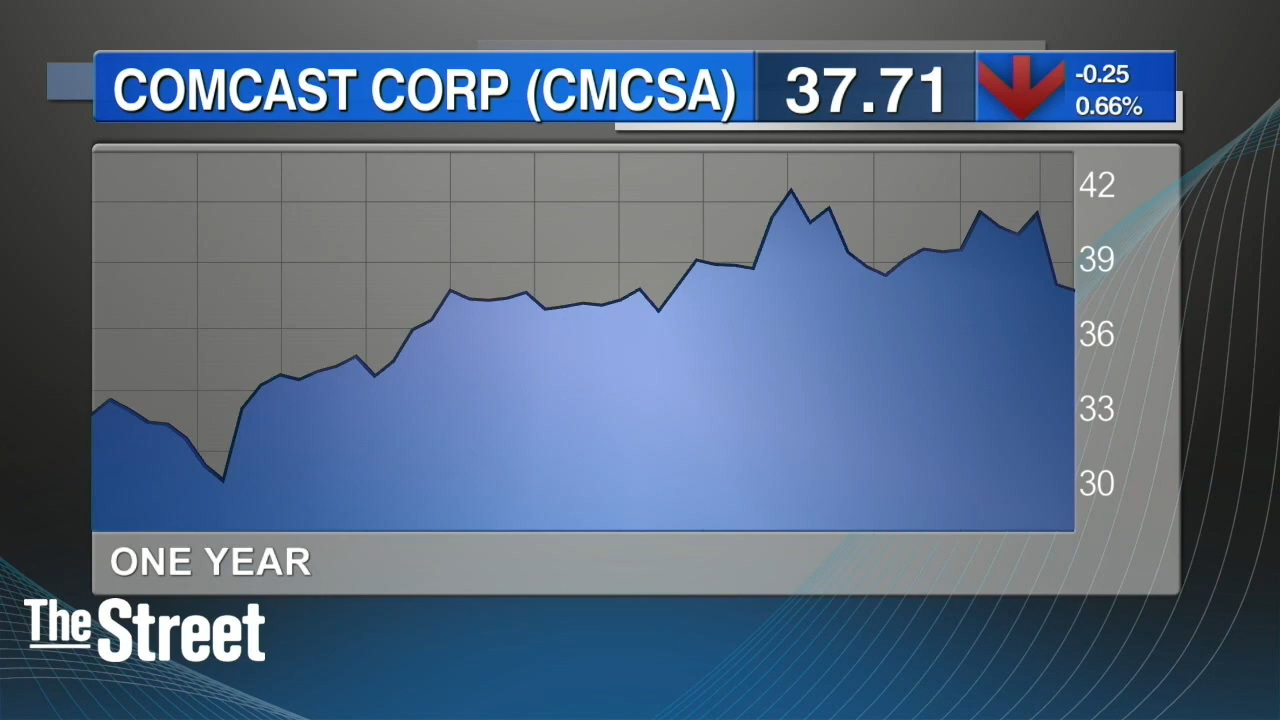 COMCAST CORP (CMCSA) 37.71 -0.25
0.66%
42
39
36
33
30
ONE YEAR
The Street